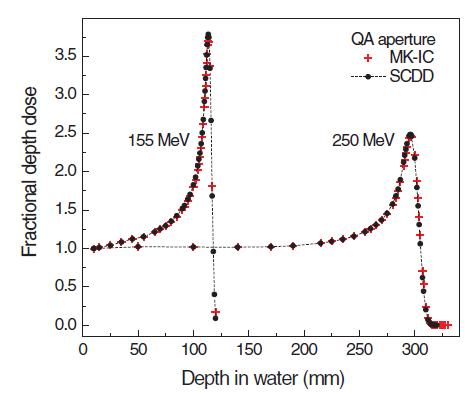 QA aperture
MK-IC
SCDD
155 MeV
250 MeV
Fractional depth dose
3.5
3.0
2.5
2.0
1.5
1.0
0.5
0.0
0 50 100 150 200 250 300
Depth in water (mm)